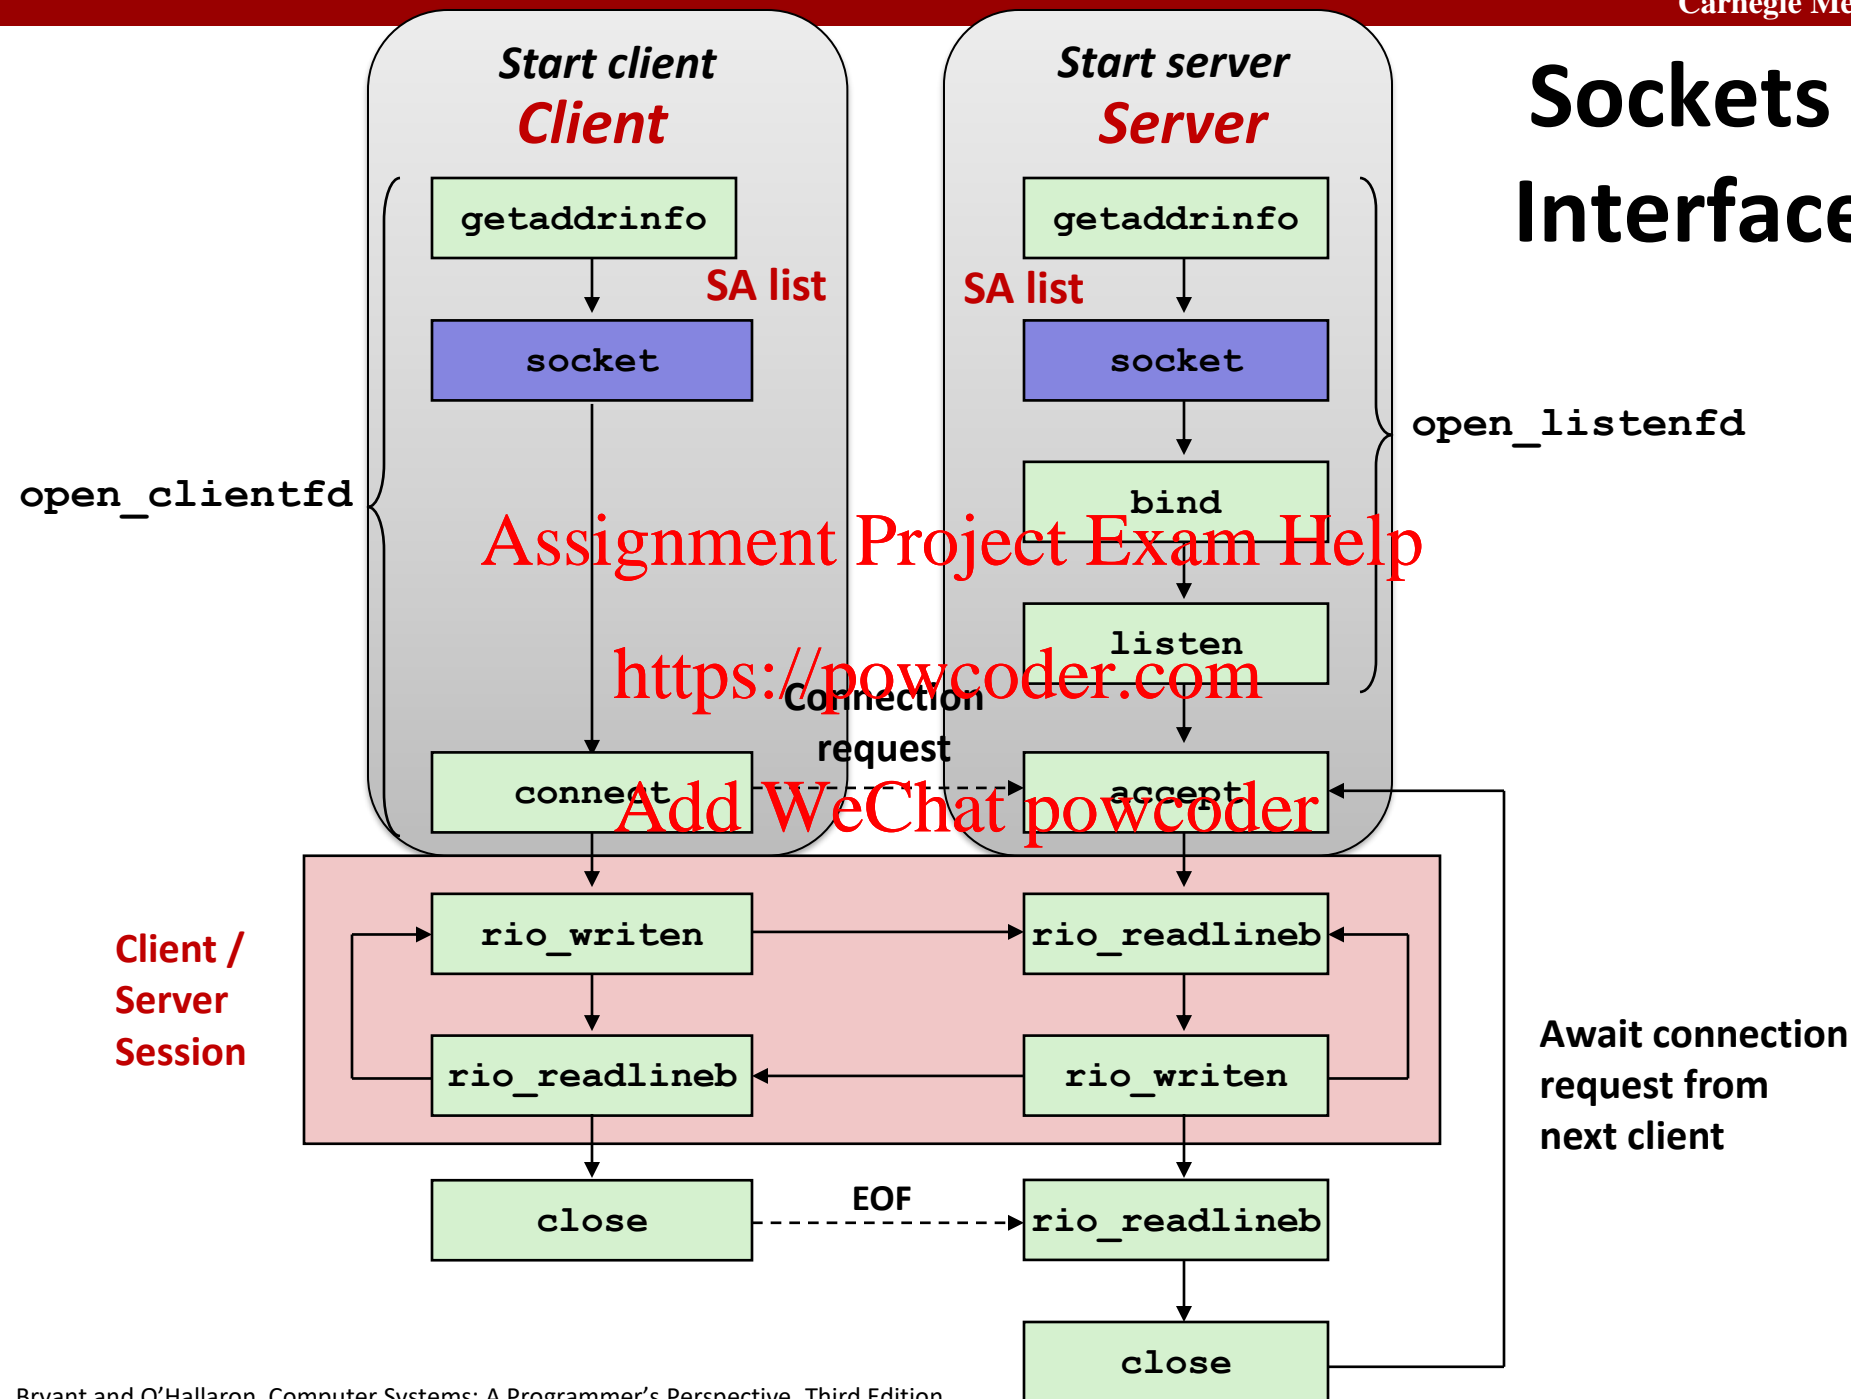 Carnegie Me
Sockets
Interface
Start client
Client
getaddrinfo
SA list
socket
open_clientfd
connect
Start server
Server
getaddrinfo
SA list
socket
bind
listen
open_listenfd
accept
Connection
request
Assignment Project Exam Help
https://powcoder.com
Add WeChat powcoder
Client /
Server
Session
rio_writen
rio_readlineb
rio_readlineb
rio_writen
Await connection
request from
next client
close
EOF
rio_readlineb
close
Bryant and O'Hallaron, Computer Systems: A Programmer's Perspective, Third Edition